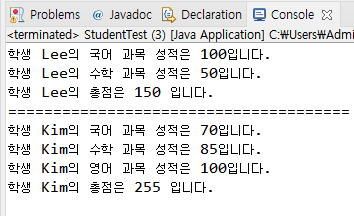 Problems @ Javadoc Declaration Console
<terminated> StudentTest (3) [Java Application] C:₩Users₩Admi
학생 Lee의 국어 과목 성적은 100입니다.
학생 Lee의 수학 과목 성적은 50입니다.
학생 Lee의 총점은 150 입니다.
======================================
학생 Kim의 국어 과목 성적은 70입니다.
학생 Kim의 수학 과목 성적은 85입니다.
학생 Kim의 영어 과목 성적은 100입니다.
학생 Kim의 총점은 255 입니다.